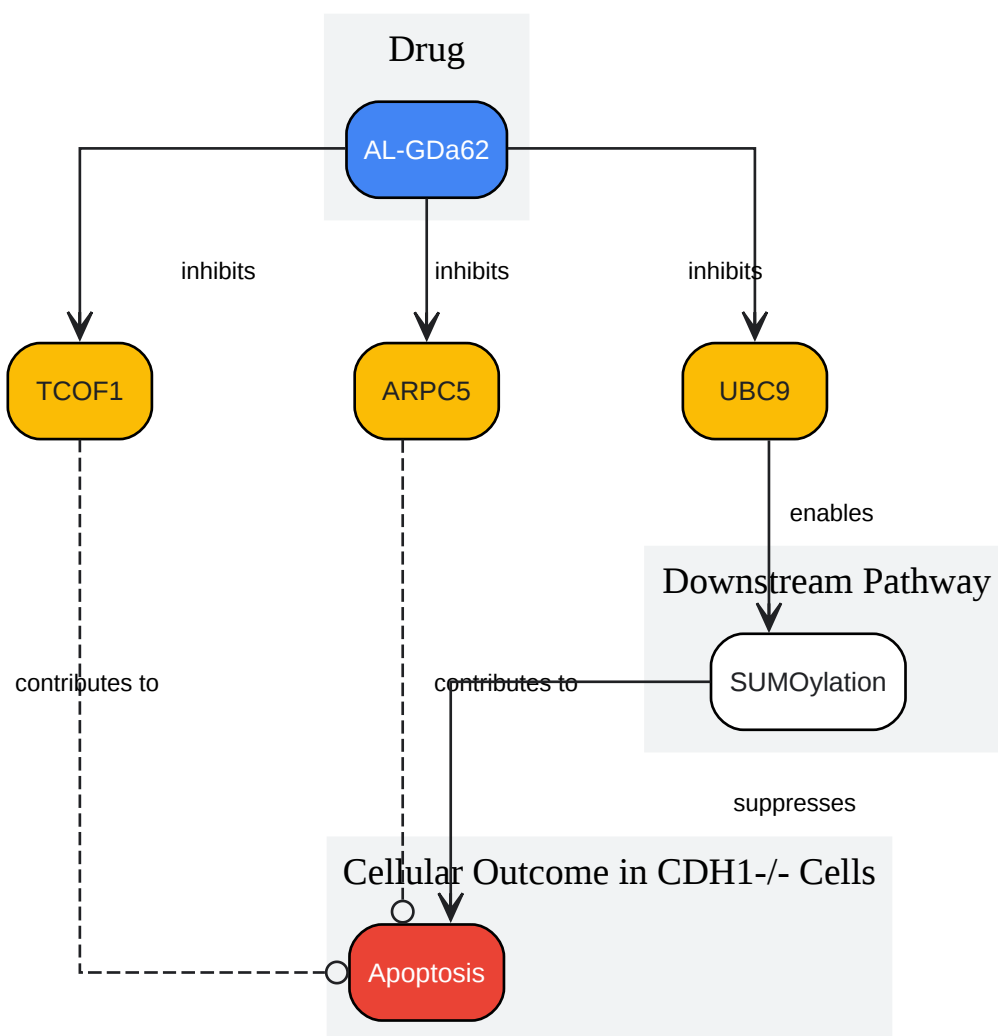 Drug
AL-GDa62
inhibits
inhibits
inhibits
TCOF1
ARPC5
UBC9
enables
Downstream Pathway
contributes to
contributes to
SUMOylation
suppresses
Cellular Outcome in CDH1-/- Cells
Apoptosis